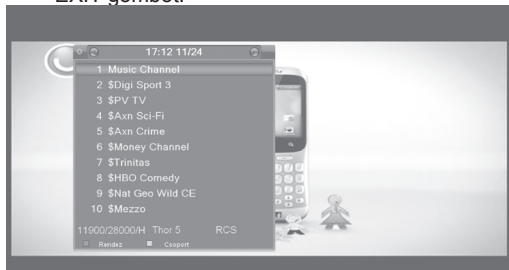 EXIT gombot.
17:12 11/24
1 Music Channel
2 $Digi Sport 3
3 $PV TV
4 $Axn Sci-Fi
5 $Axn Crime
6 $Money Channel
7 $Trinitas
8 $HBO Comedy
9 $Nat Geo Wild CE
10 $Mezzo
11900/28000/H Thor 5 RCS
Rendez Csoport